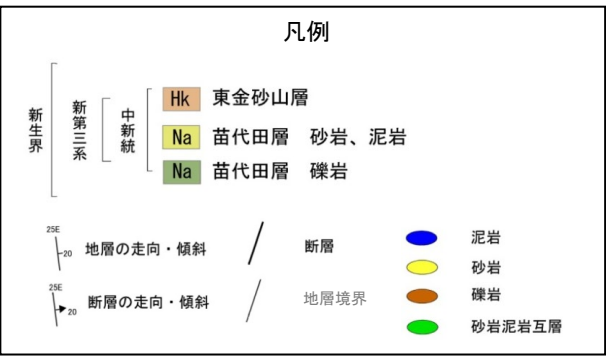 凡例
新生界
新第三系
中新統
Hk 東金砂山層
Na 苗代田層 砂岩、泥岩
Na 苗代田層 礫岩
25E
20 地層の走向・傾斜
断層
25E
20 断層の走向・傾斜
地層境界
泥岩
砂岩
礫岩
砂岩泥岩互層